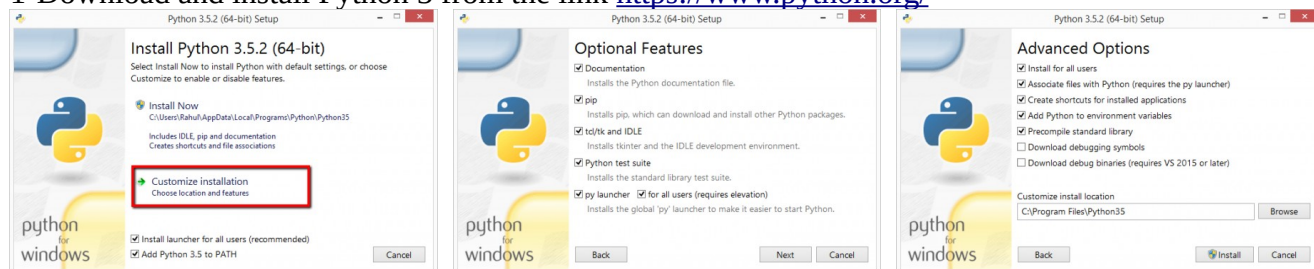 1-Download and install Python 3 from the link https://www.python.org/
Python 3.5.2 (64-bit) Setup
Install Python 3.5.2 (64-bit)
Select Install Now to install Python with default settings, or choose
Customize to enable or disable features.
Install Now
C:\Users\Rahul\AppData\Local\Programs\Python\Python35
Includes IDLE, pip and documentation
Creates shortcuts and file associations
Customize installation
Choose location and features
Install launcher for all users (recommended)
Add Python 3.5 to PATH
Cancel
python
for
windows
Python 3.5.2 (64-bit) Setup
Optional Features
Documentation
Installs the Python documentation file.
pip
Installs pip, which can download and install other Python packages.
tcl/tk and IDLE
Installs tkinter and the IDLE development environment.
Python test suite
Installs the standard library test suite.
py launcher for all users (requires elevation)
Installs the global 'py' launcher to make it easier to start Python.
python
for
windows
Back Next Cancel
Python 3.5.2 (64-bit) Setup
Advanced Options
Install for all users
Associate files with Python (requires the py launcher)
Create shortcuts for installed applications
Add Python to environment variables
Precompile standard library
Download debugging symbols
Download debug binaries (requires VS 2015 or later)
Customize install location
C:\Program Files\Python35 Browse
python
for
windows
Back Install Cancel